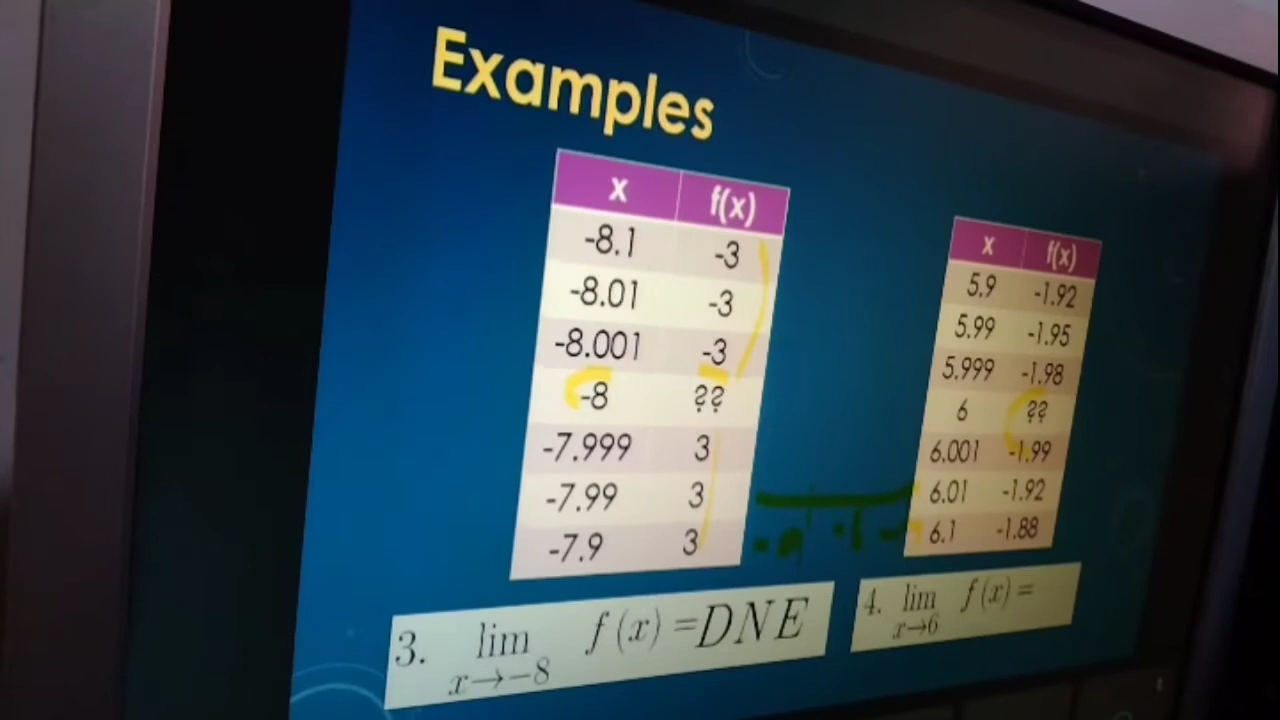 Examples
x f(x)
-8.1 -3
-8.01 -3
-8.001 -3
-8 ??
-7.999 3
-7.99 3
-7.9 3
3. lim f(x) =DNE
x→-8
x f(x)
5.9 -1.92
5.99 -1.95
5.999 -1.98
6 ??
6.001 -1.99
6.01 -1.92
6.1 -1.88
4. lim f(x) =
x→6